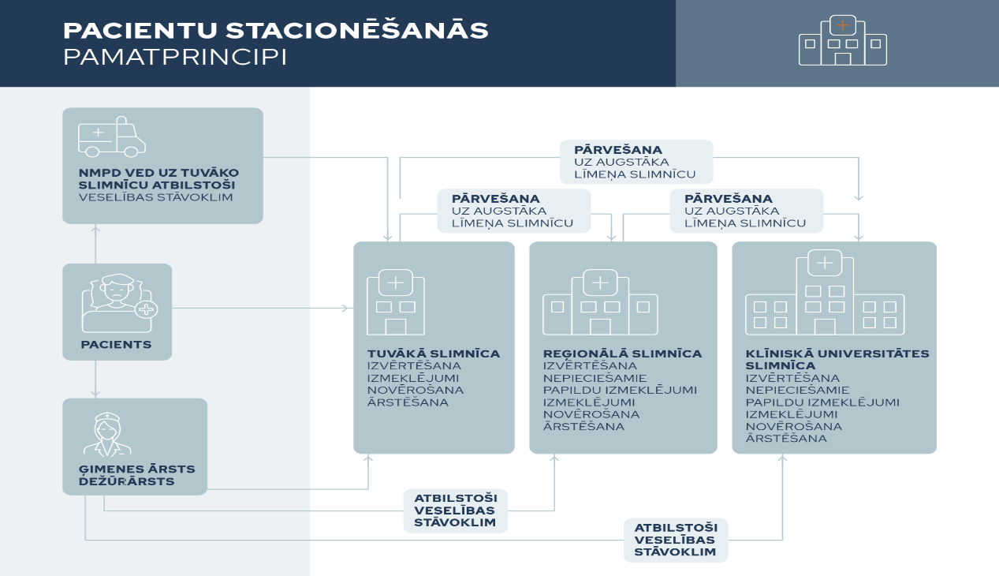 PACIENTU STACIONĒŠANĀS
PAMATPRINCIPI
NMPD VED UZ TUVĀKO
SLIMNĪCU ATBILSTOŠI
VESELĪBAS STĀVOKLIM
PACIENTS
ĢIMENES ĀRSTS
DEŽŪRĀRSTS
PĀRVEŠANA
UZ AUGSTĀKA
LĪMEŅA SLIMNĪCU
PĀRVEŠANA
UZ AUGSTĀKA
LĪMEŅA SLIMNĪCU
PĀRVEŠANA
UZ AUGSTĀKA
LĪMEŅA SLIMNĪCU
TUVĀKĀ SLIMNĪCA
IZVĒRTĒŠANA
IZMEKLĒJUMI
NOVĒROŠANA
ĀRSTĒŠANA
REĢIONĀLĀ SLIMNĪCA
IZVĒRTĒŠANA
NEPIECIEŠAMIE
PAPILDU IZMEKLĒJUMI
IZMEKLĒJUMI
NOVĒROŠANA
ĀRSTĒŠANA
KLĪNISKĀ UNIVERSITĀTES
SLIMNĪCA
IZVĒRTĒŠANA
NEPIECIEŠAMIE
PAPILDU IZMEKLĒJUMI
IZMEKLĒJUMI
NOVĒROŠANA
ĀRSTĒŠANA
ATBILSTOŠI
VESELĪBAS
STĀVOKLIM
ATBILSTOŠI
VESELĪBAS
STĀVOKLIM